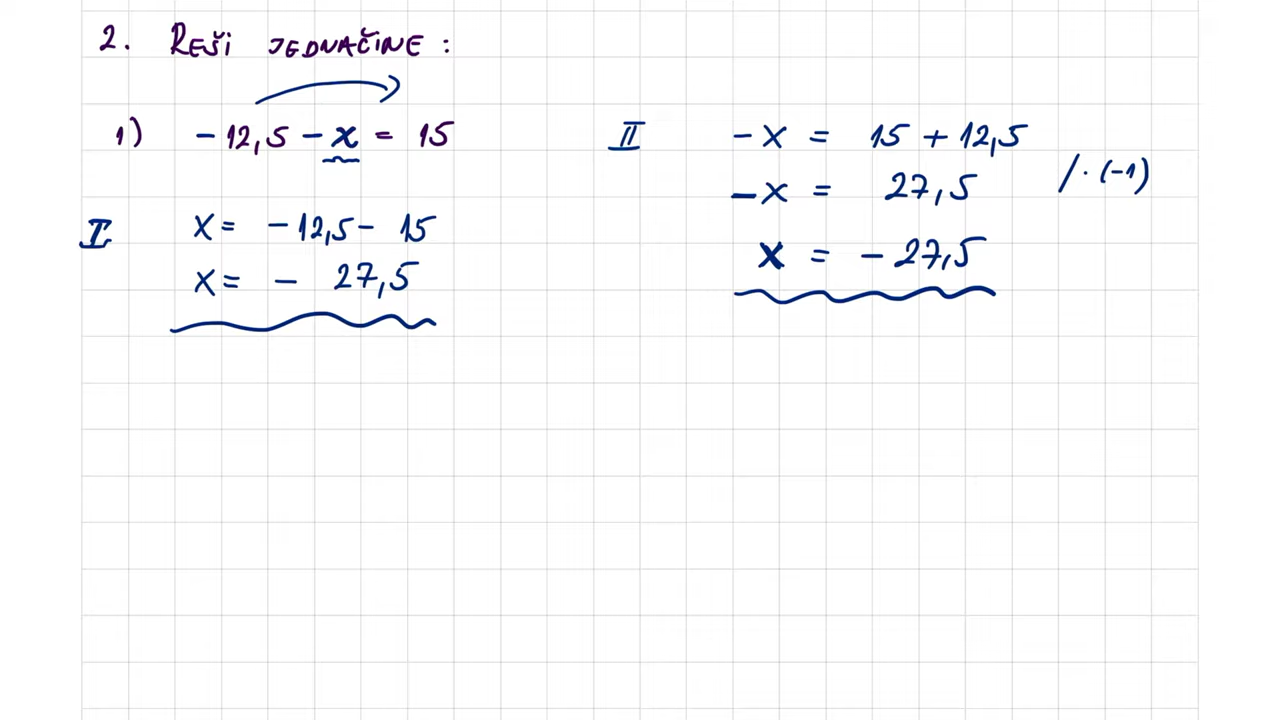 2. REŠI JEDNAČINE:
1) -12,5 - x = 15
I x = -12,5 - 15
x = - 27,5
II -x = 15 + 12,5
-x = 27,5 /·(-1)
x = -27,5